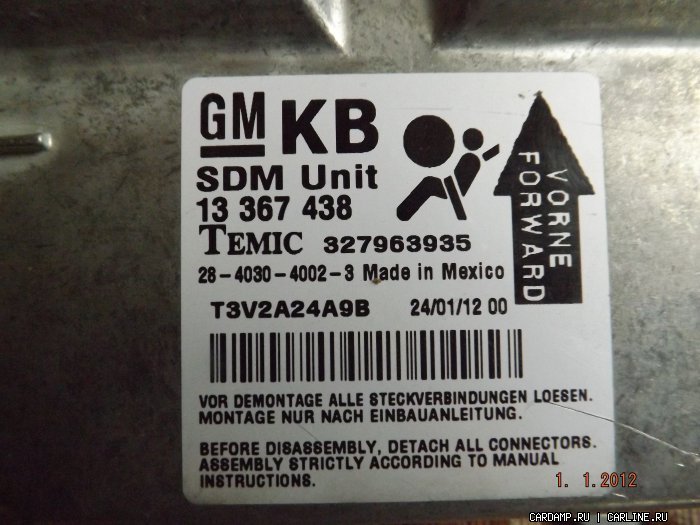 GM KB
SDM Unit
13 367 438
TEMIC 327963935
28-4030-4002-3 Made in Mexico
T3V2A24A9B 24/01/12 00
VORNE
FORWARD
VOR DEMONTAGE ALLE STECKVERBINDUNGEN LOESEN.
MONTAGE NUR NACH EINBAUANLEITUNG.
BEFORE DISASSEMBLY, DETACH ALL CONNECTORS.
ASSEMBLY STRICTLY ACCORDING TO MANUAL
INSTRUCTIONS.
1. 1.2012
CARDAMP.RU | CARLINE.RU